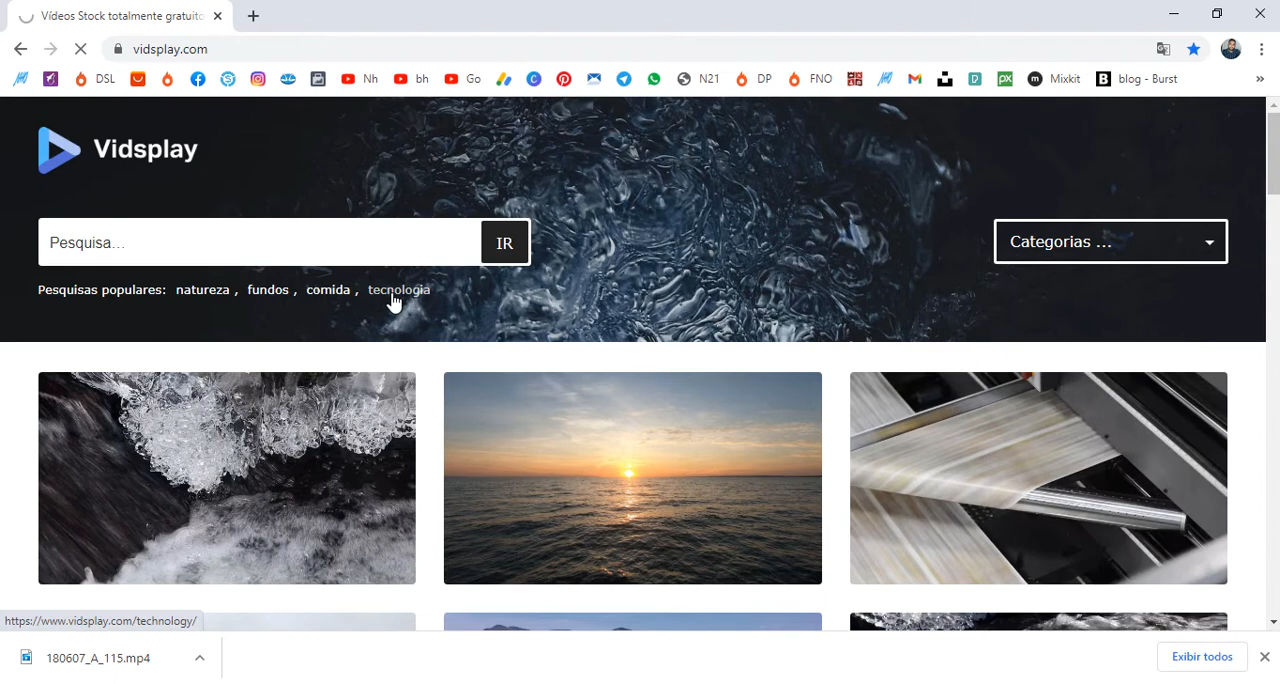 Vídeos Stock totalmente gratuito
vidsplay.com
DSL
Nh
bh
Go
N21
DP
FNO
Mixkit
blog - Burst
»
Vidsplay
Pesquisa...
IR
Categorias ...
Pesquisas populares: natureza , fundos , comida , tecnologia
https://www.vidsplay.com/technology/
180607_A_115.mp4
Exibir todos